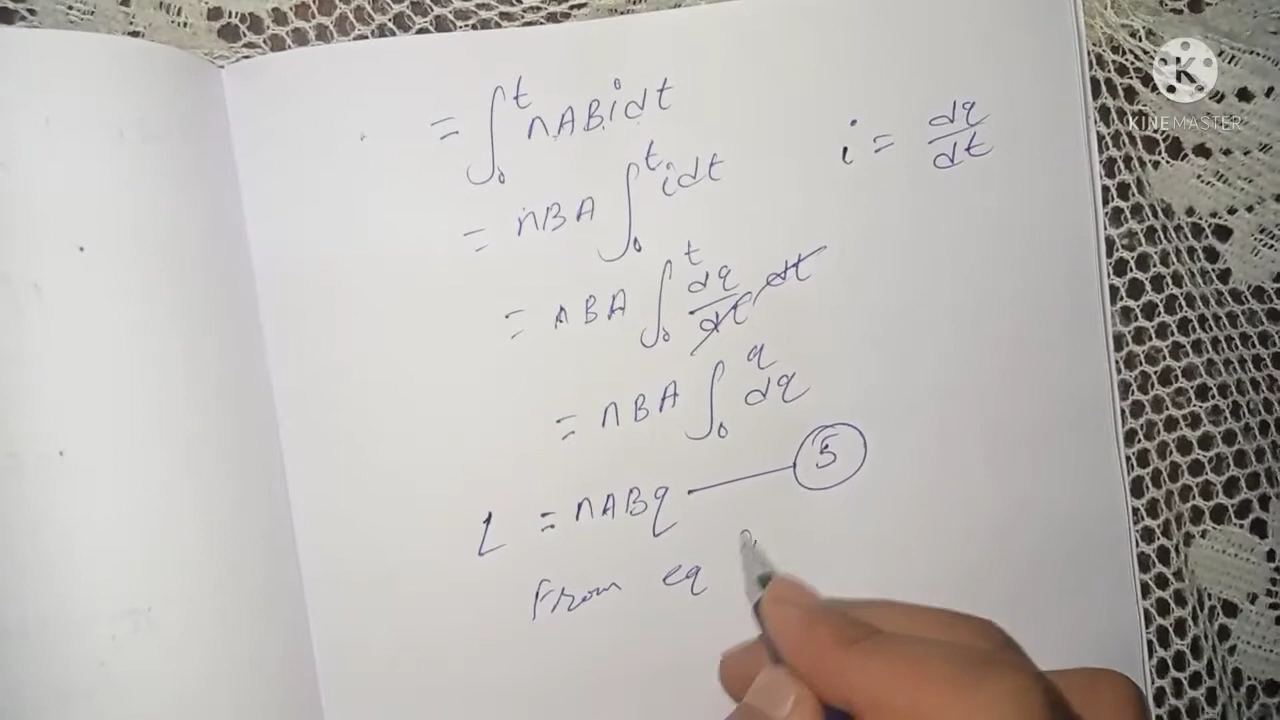 = ∫₀ᵗ nABidt
i = dq/dt
= nBA ∫₀ᵗ idt
= nBA ∫₀ᵗ dq/dt dt
= nBA ∫₀^q dq
L = nABq — 5
From eq
K
KINEMASTER